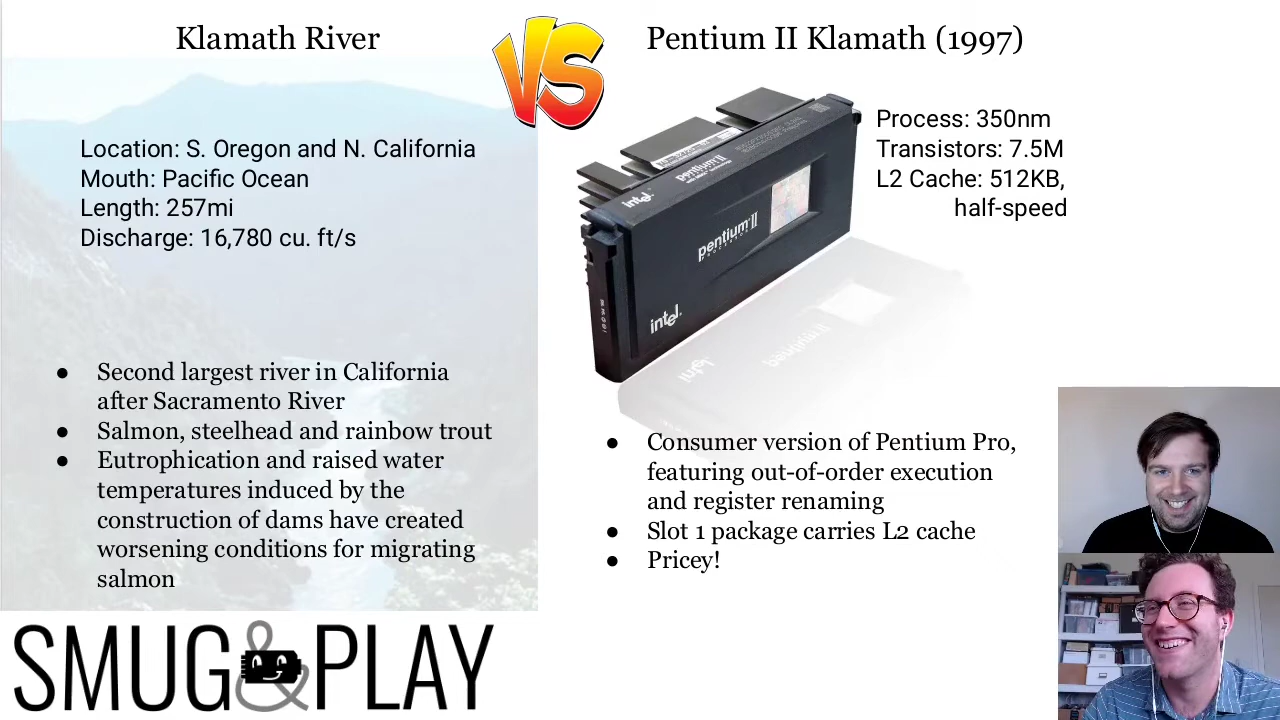 Klamath River
VS
Pentium II Klamath (1997)
Location: S. Oregon and N. California
Mouth: Pacific Ocean
Length: 257mi
Discharge: 16,780 cu. ft/s
Process: 350nm
Transistors: 7.5M
L2 Cache: 512KB,
half-speed
intel
pentium II
pentium II
PROCESSOR
intel
Second largest river in California
after Sacramento River
Salmon, steelhead and rainbow trout
Eutrophication and raised water
temperatures induced by the
construction of dams have created
worsening conditions for migrating
salmon
Consumer version of Pentium Pro,
featuring out-of-order execution
and register renaming
Slot 1 package carries L2 cache
Pricey!
SMUG&PLAY